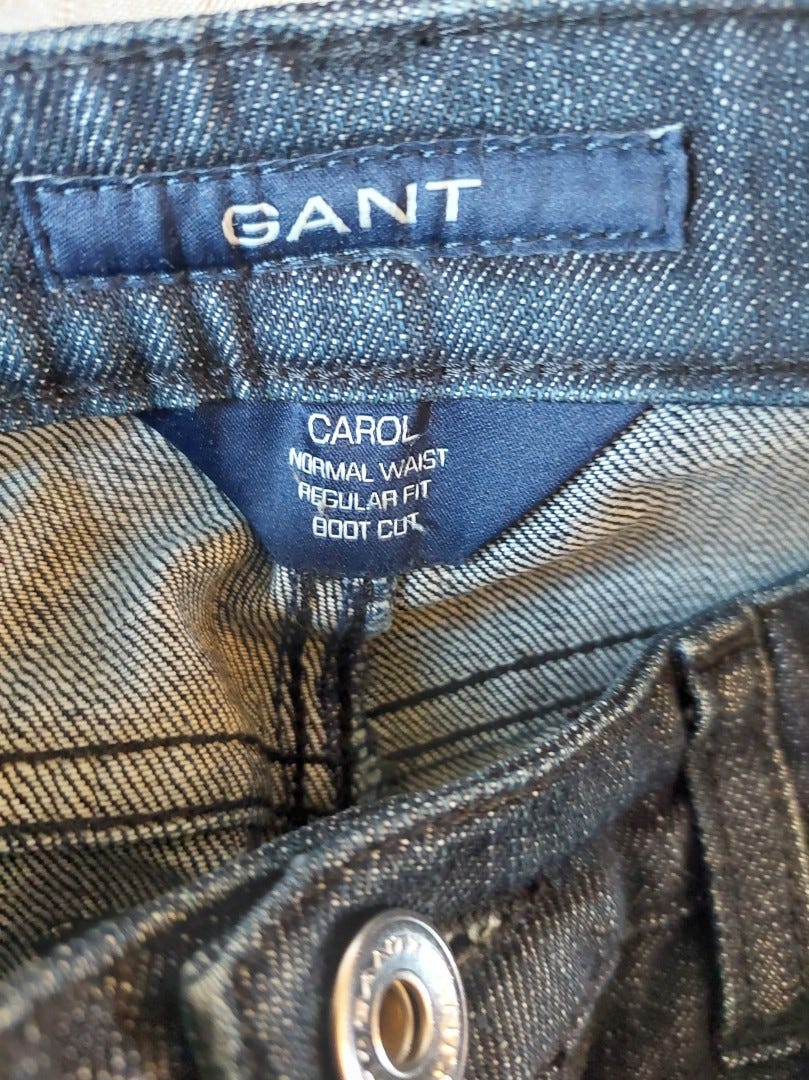 GANT
CAROL
NORMAL WAIST
REGULAR FIT
BOOT CUT